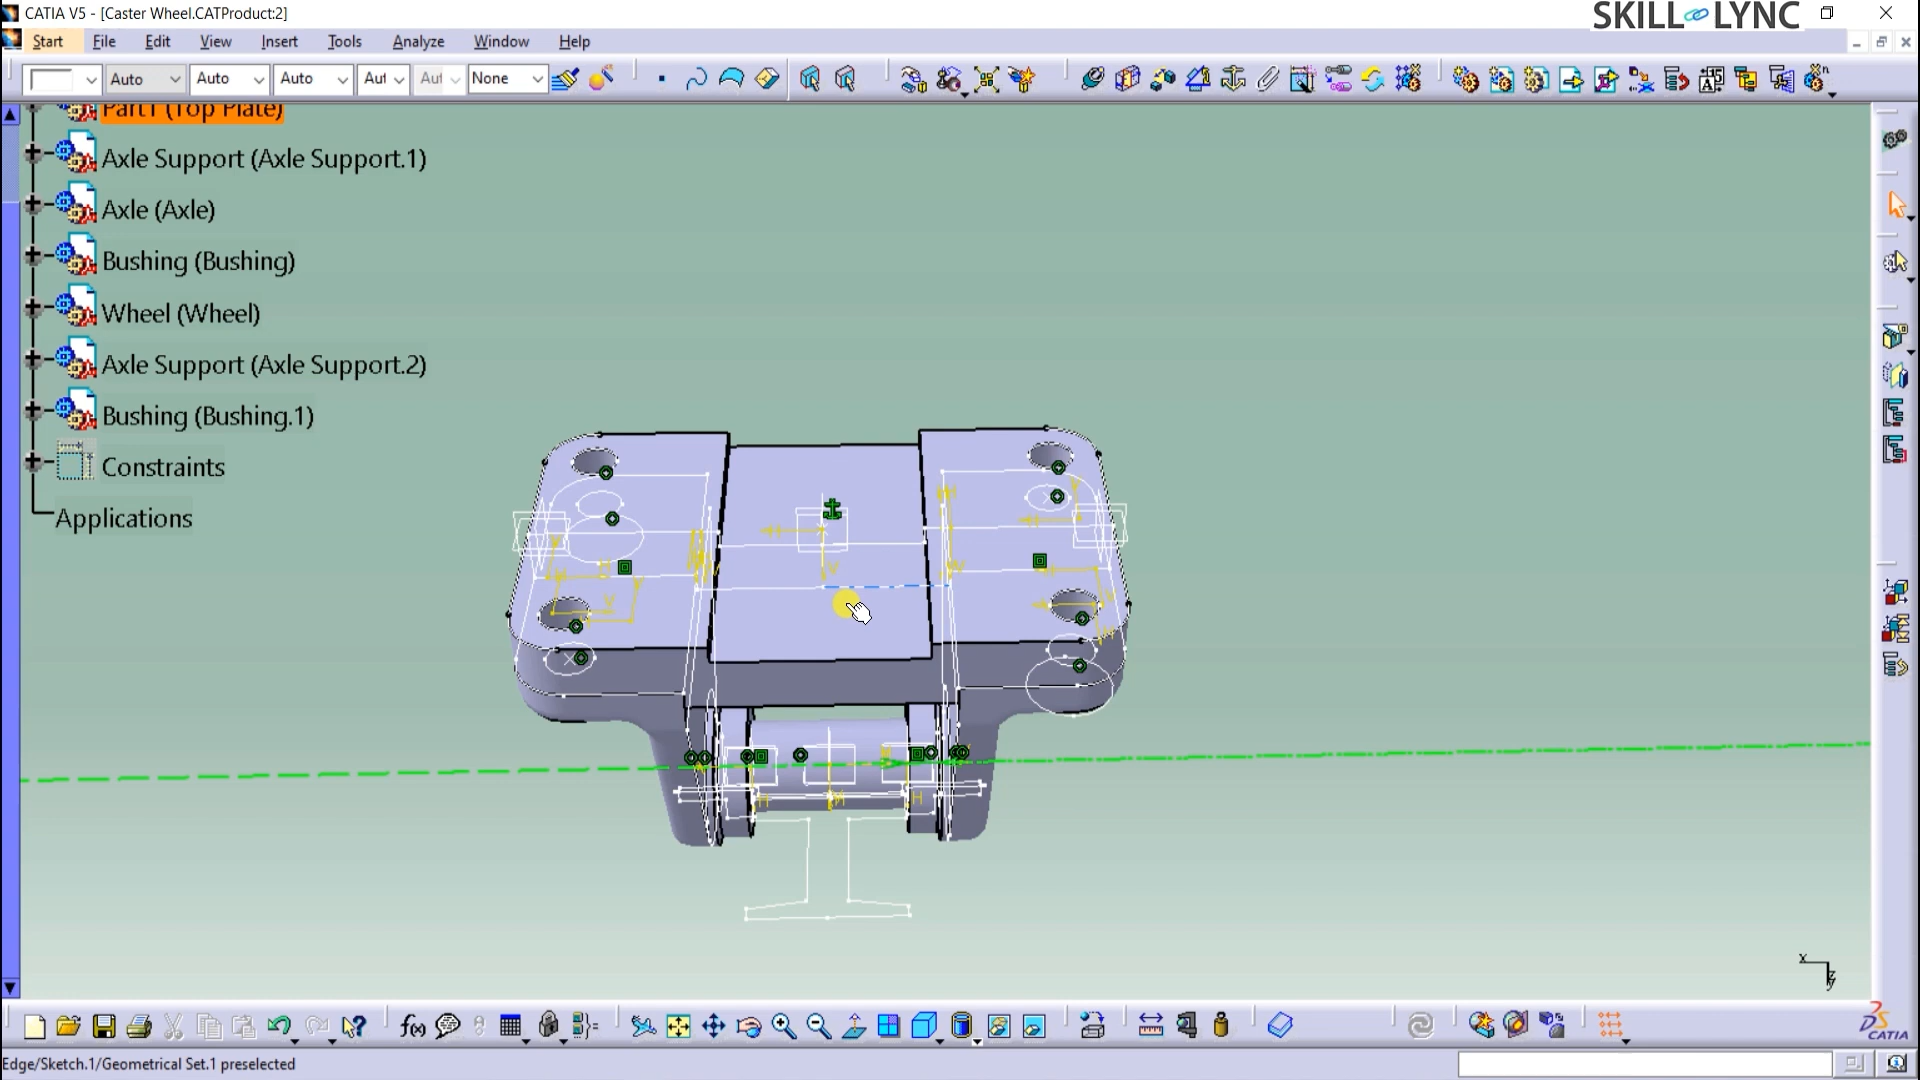 CATIA V5 - [Caster Wheel.CATProduct:2]
SKILL LYNC
Start File Edit View Insert Tools Analyze Window Help
Auto Auto Auto Aut Aut None
Part1 (Top Plate)
Axle Support (Axle Support.1)
Axle (Axle)
Bushing (Bushing)
Wheel (Wheel)
Axle Support (Axle Support.2)
Bushing (Bushing.1)
Constraints
Applications
x
z
y
f(x)
CATIA
Edge/Sketch.1/Geometrical Set.1 preselected